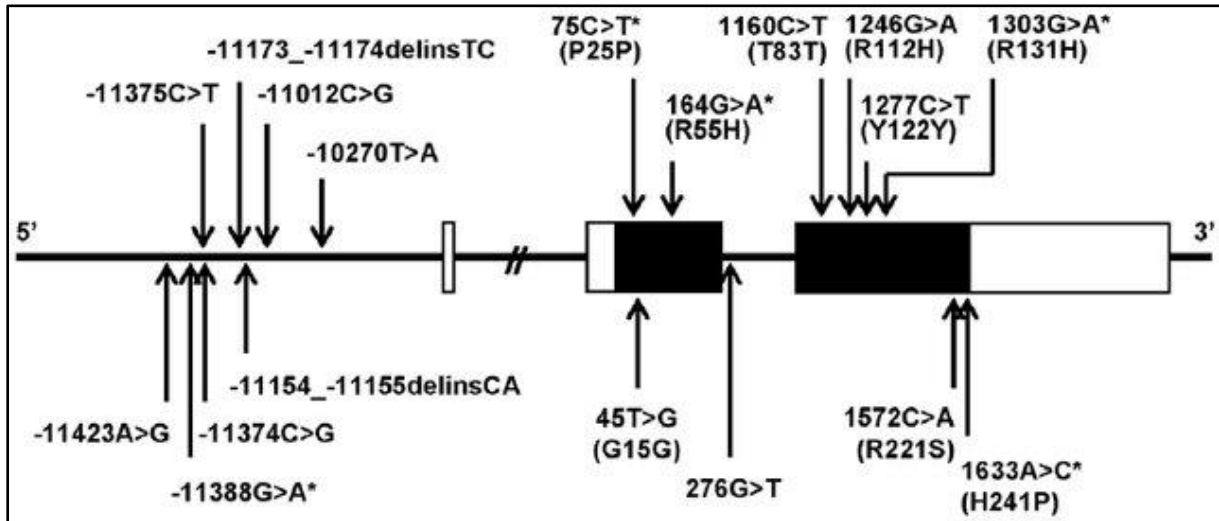 75C>T*
(P25P)
1160C>T
(T83T)
1246G>A
(R112H)
1303G>A*
(R131H)
-11173_-11174delinsTC
-11375C>T
-11012C>G
164G>A*
(R55H)
1277C>T
(Y122Y)
-10270T>A
5’
3’
-11154_-11155delinsCA
-11423A>G
-11374C>G
45T>G
(G15G)
1572C>A
(R221S)
-11388G>A*
276G>T
1633A>C*
(H241P)